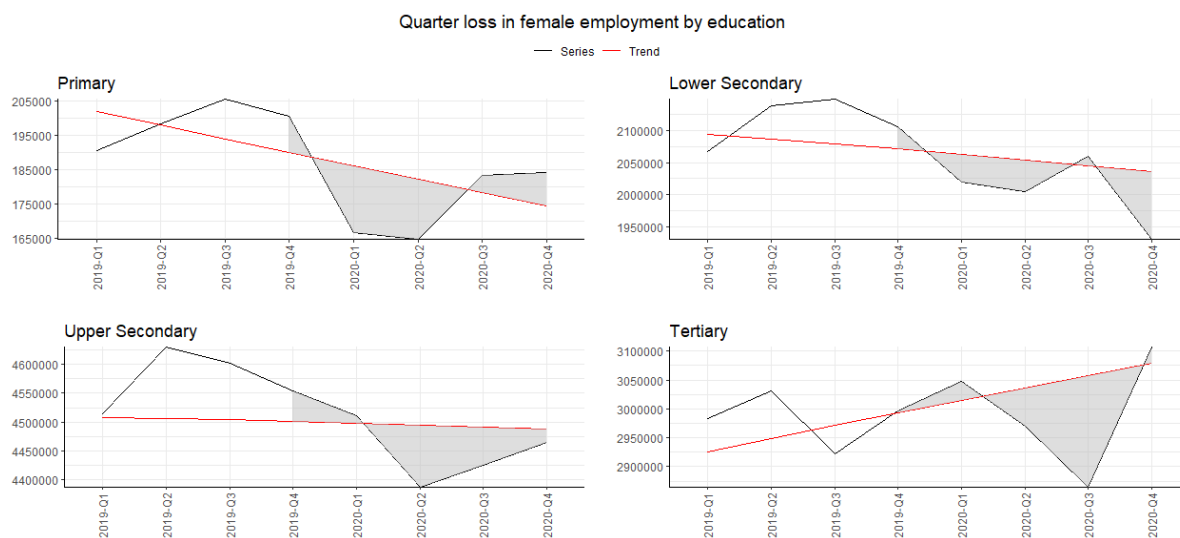 Quarter loss in female employment by education
Series Trend
Primary
205000
195000
185000
175000
165000
2019-Q1 2019-Q2 2019-Q3 2019-Q4 2020-Q1 2020-Q2 2020-Q3 2020-Q4
Lower Secondary
2100000
2050000
2000000
1950000
2019-Q1 2019-Q2 2019-Q3 2019-Q4 2020-Q1 2020-Q2 2020-Q3 2020-Q4
Upper Secondary
4600000
4550000
4500000
4450000
4400000
2019-Q1 2019-Q2 2019-Q3 2019-Q4 2020-Q1 2020-Q2 2020-Q3 2020-Q4
Tertiary
3100000
3050000
3000000
2950000
2900000
2019-Q1 2019-Q2 2019-Q3 2019-Q4 2020-Q1 2020-Q2 2020-Q3 2020-Q4